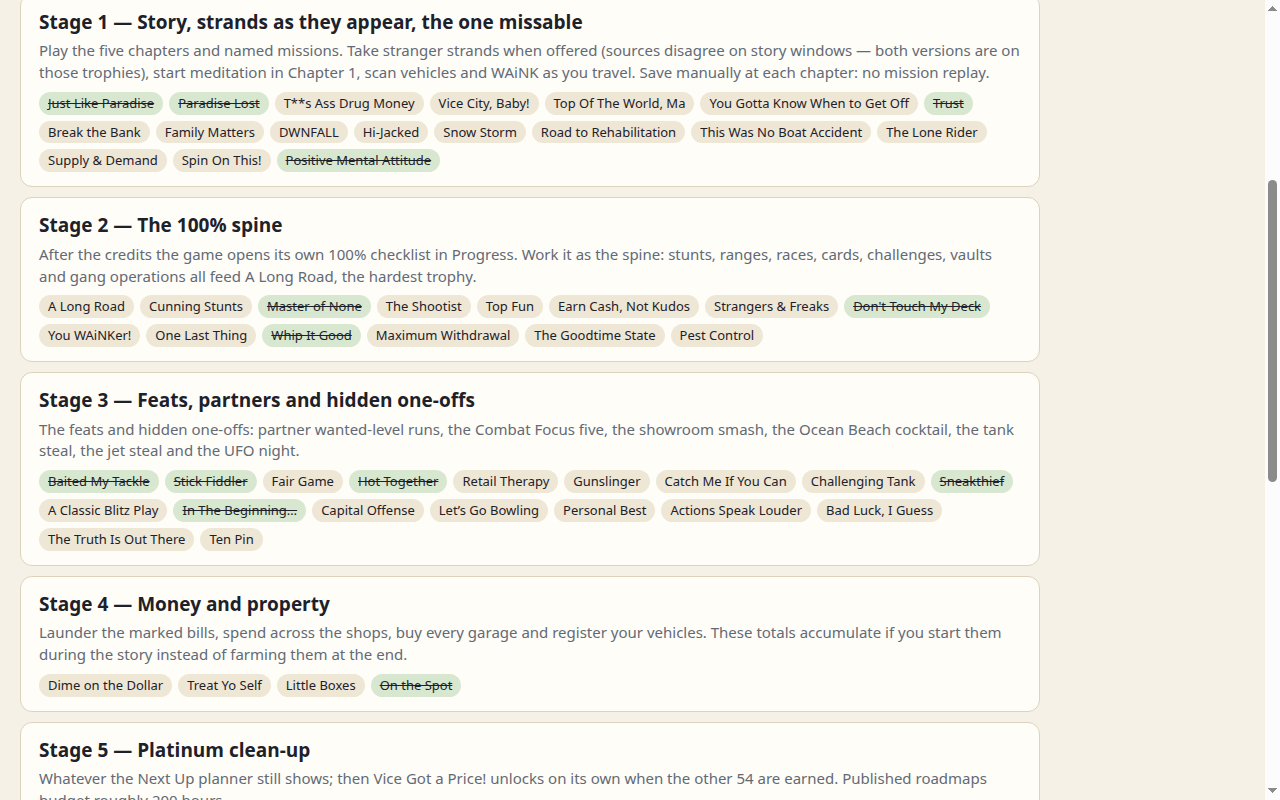 Stage 1 — Story, strands as they appear, the one missable
Play the five chapters and named missions. Take stranger strands when offered (sources disagree on story windows — both versions are on
those trophies), start meditation in Chapter 1, scan vehicles and WAiNK as you travel. Save manually at each chapter: no mission replay.
Just Like Paradise Paradise Lost T**s Ass Drug Money Vice City, Baby! Top Of The World, Ma You Gotta Know When to Get Off Trust
Break the Bank Family Matters DWNFALL Hi-Jacked Snow Storm Road to Rehabilitation This Was No Boat Accident The Lone Rider
Supply & Demand Spin On This! Positive Mental Attitude
Stage 2 — The 100% spine
After the credits the game opens its own 100% checklist in Progress. Work it as the spine: stunts, ranges, races, cards, challenges, vaults
and gang operations all feed A Long Road, the hardest trophy.
A Long Road Cunning Stunts Master of None The Shootist Top Fun Earn Cash, Not Kudos Strangers & Freaks Don't Touch My Deck
You WAiNKer! One Last Thing Whip It Good Maximum Withdrawal The Goodtime State Pest Control
Stage 3 — Feats, partners and hidden one-offs
The feats and hidden one-offs: partner wanted-level runs, the Combat Focus five, the showroom smash, the Ocean Beach cocktail, the tank
steal, the jet steal and the UFO night.
Baited My Tackle Stick Fiddler Fair Game Hot Together Retail Therapy Gunslinger Catch Me If You Can Challenging Tank Sneakthief
A Classic Blitz Play In The Beginning... Capital Offense Let’s Go Bowling Personal Best Actions Speak Louder Bad Luck, I Guess
The Truth Is Out There Ten Pin
Stage 4 — Money and property
Launder the marked bills, spend across the shops, buy every garage and register your vehicles. These totals accumulate if you start them
during the story instead of farming them at the end.
Dime on the Dollar Treat Yo Self Little Boxes On the Spot
Stage 5 — Platinum clean-up
Whatever the Next Up planner still shows; then Vice Got a Price! unlocks on its own when the other 54 are earned. Published roadmaps
budget roughly 200 hours.